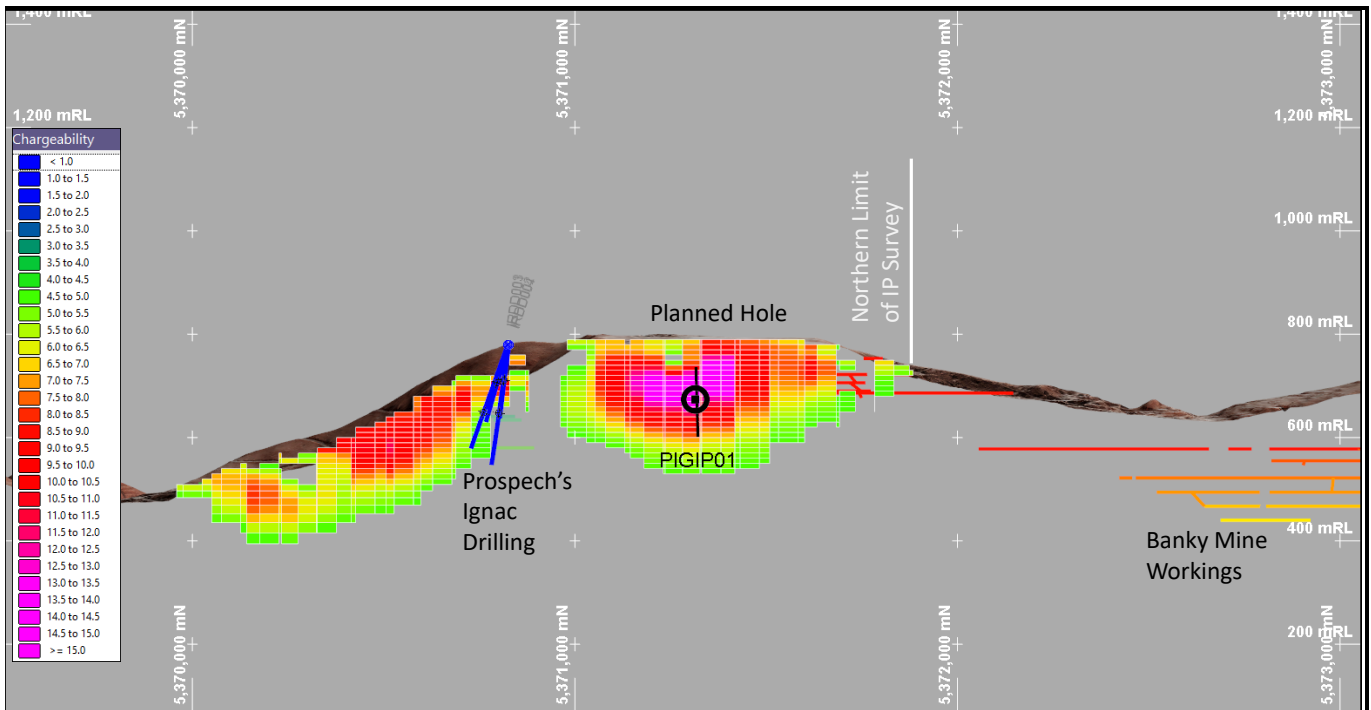 1,400 mRL
1,400 mRL
5,370,000 mN
5,371,000 mN
5,372,000 mN
5,373,000 mN
1,200 mRL
1,200 mRL
Chargeability
< 1.0
1.0 to 1.5
1.5 to 2.0
2.0 to 2.5
2.5 to 3.0
3.0 to 3.5
3.5 to 4.0
4.0 to 4.5
4.5 to 5.0
5.0 to 5.5
5.5 to 6.0
6.0 to 6.5
6.5 to 7.0
7.0 to 7.5
7.5 to 8.0
8.0 to 8.5
8.5 to 9.0
9.0 to 9.5
9.5 to 10.0
10.0 to 10.5
10.5 to 11.0
11.0 to 11.5
11.5 to 12.0
12.0 to 12.5
12.5 to 13.0
13.0 to 13.5
13.5 to 14.0
14.0 to 14.5
14.5 to 15.0
>= 15.0
Northern Limit
of IP Survey
1,000 mRL
Planned Hole
800 mRL
600 mRL
PIGIP01
Prospech's
Ignac
Drilling
400 mRL
Banky Mine
Workings
200 mRL
5,370,000 mN
5,371,000 mN
5,372,000 mN
5,373,000 mN